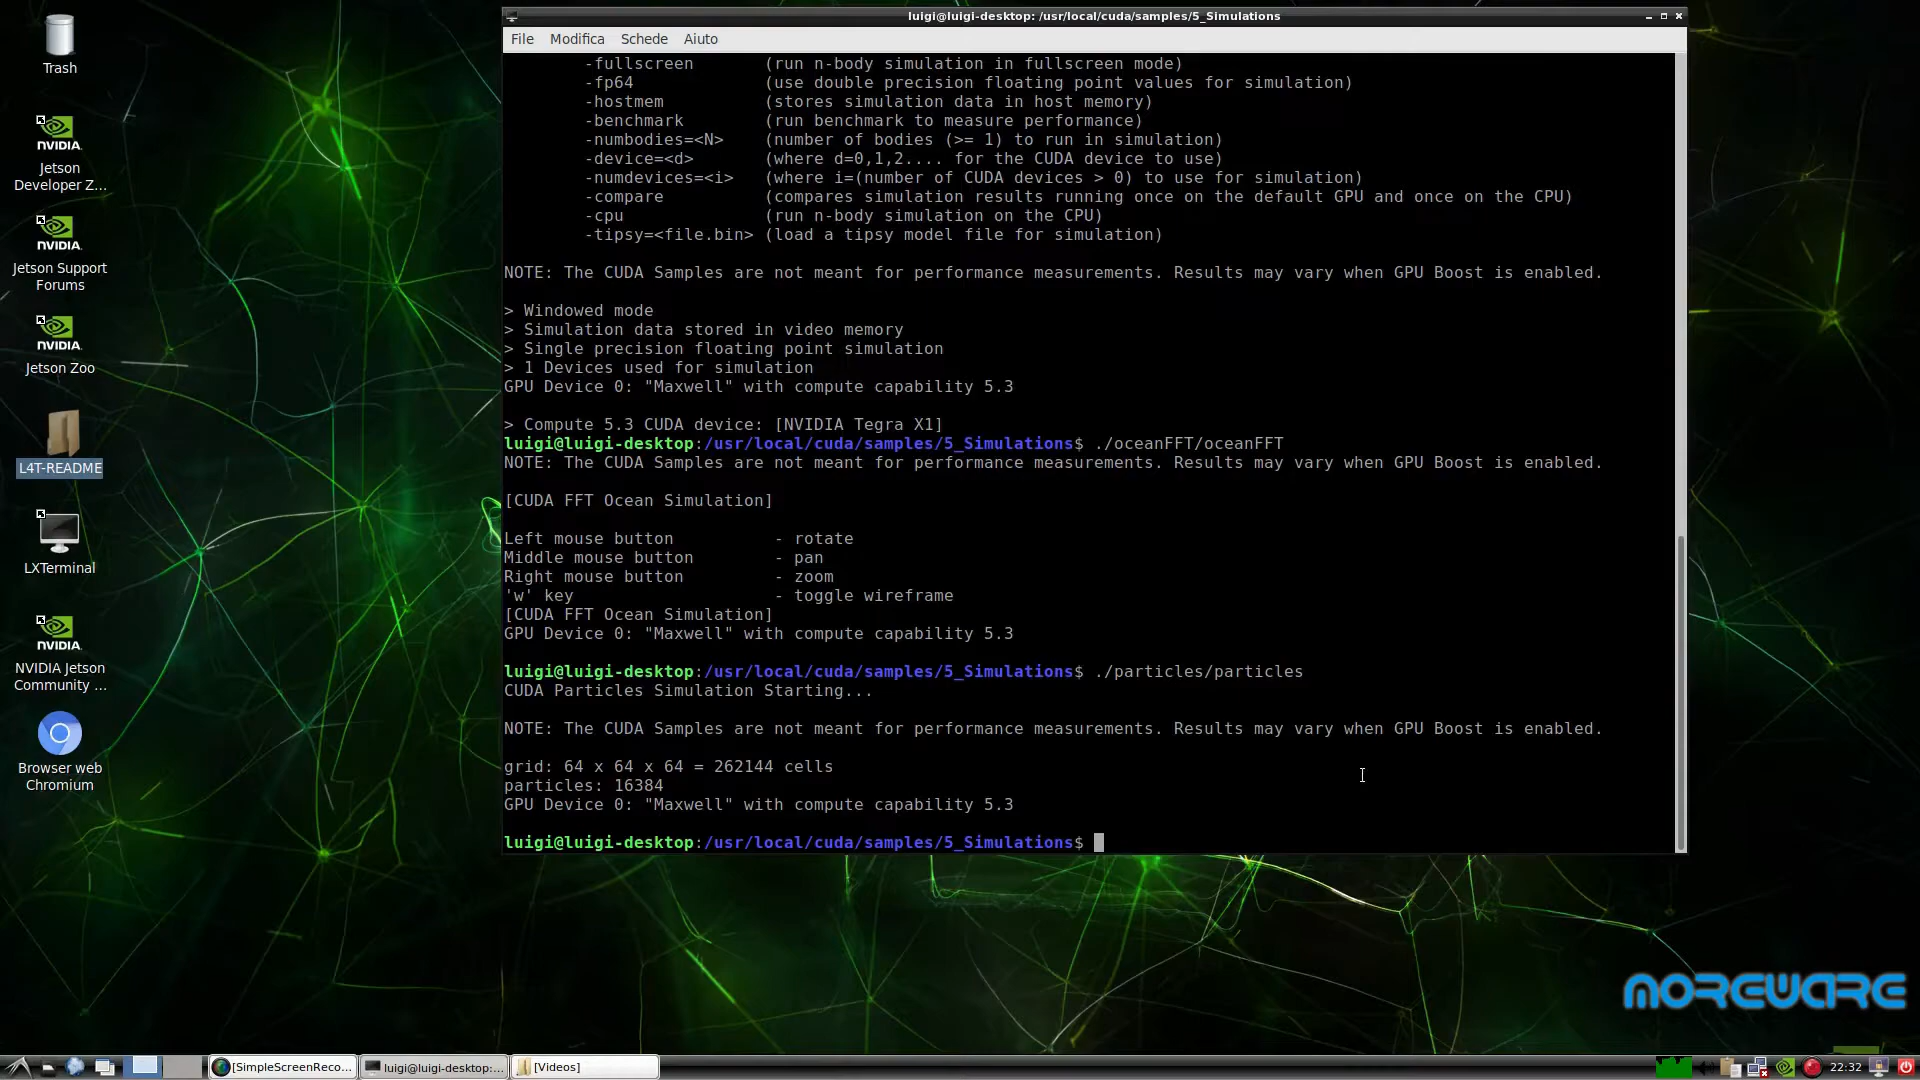 luigi@luigi-desktop: /usr/local/cuda/samples/5_Simulations
File Modifica Schede Aiuto
-fullscreen (run n-body simulation in fullscreen mode)
-fp64 (use double precision floating point values for simulation)
-hostmem (stores simulation data in host memory)
-benchmark (run benchmark to measure performance)
-numbodies=<N> (number of bodies (>= 1) to run in simulation)
-device=<d> (where d=0,1,2.... for the CUDA device to use)
-numdevices=<i> (where i=(number of CUDA devices > 0) to use for simulation)
-compare (compares simulation results running once on the default GPU and once on the CPU)
-cpu (run n-body simulation on the CPU)
-tipsy=<file.bin> (load a tipsy model file for simulation)
NOTE: The CUDA Samples are not meant for performance measurements. Results may vary when GPU Boost is enabled.
> Windowed mode
> Simulation data stored in video memory
> Single precision floating point simulation
> 1 Devices used for simulation
GPU Device 0: "Maxwell" with compute capability 5.3
> Compute 5.3 CUDA device: [NVIDIA Tegra X1]
luigi@luigi-desktop:/usr/local/cuda/samples/5_Simulations$ ./oceanFFT/oceanFFT
NOTE: The CUDA Samples are not meant for performance measurements. Results may vary when GPU Boost is enabled.
[CUDA FFT Ocean Simulation]
Left mouse button - rotate
Middle mouse button - pan
Right mouse button - zoom
'w' key - toggle wireframe
[CUDA FFT Ocean Simulation]
GPU Device 0: "Maxwell" with compute capability 5.3
luigi@luigi-desktop:/usr/local/cuda/samples/5_Simulations$ ./particles/particles
CUDA Particles Simulation Starting...
NOTE: The CUDA Samples are not meant for performance measurements. Results may vary when GPU Boost is enabled.
grid: 64 x 64 x 64 = 262144 cells
particles: 16384
GPU Device 0: "Maxwell" with compute capability 5.3
luigi@luigi-desktop:/usr/local/cuda/samples/5_Simulations$
Trash
NVIDIA.
Jetson
Developer Z...
NVIDIA.
Jetson Support
Forums
NVIDIA.
Jetson Zoo
L4T-README
LXTerminal
NVIDIA.
NVIDIA Jetson
Community ...
Browser web
Chromium
MOREWARE
[SimpleScreenReco...
luigi@luigi-desktop:...
[Videos]
22:32